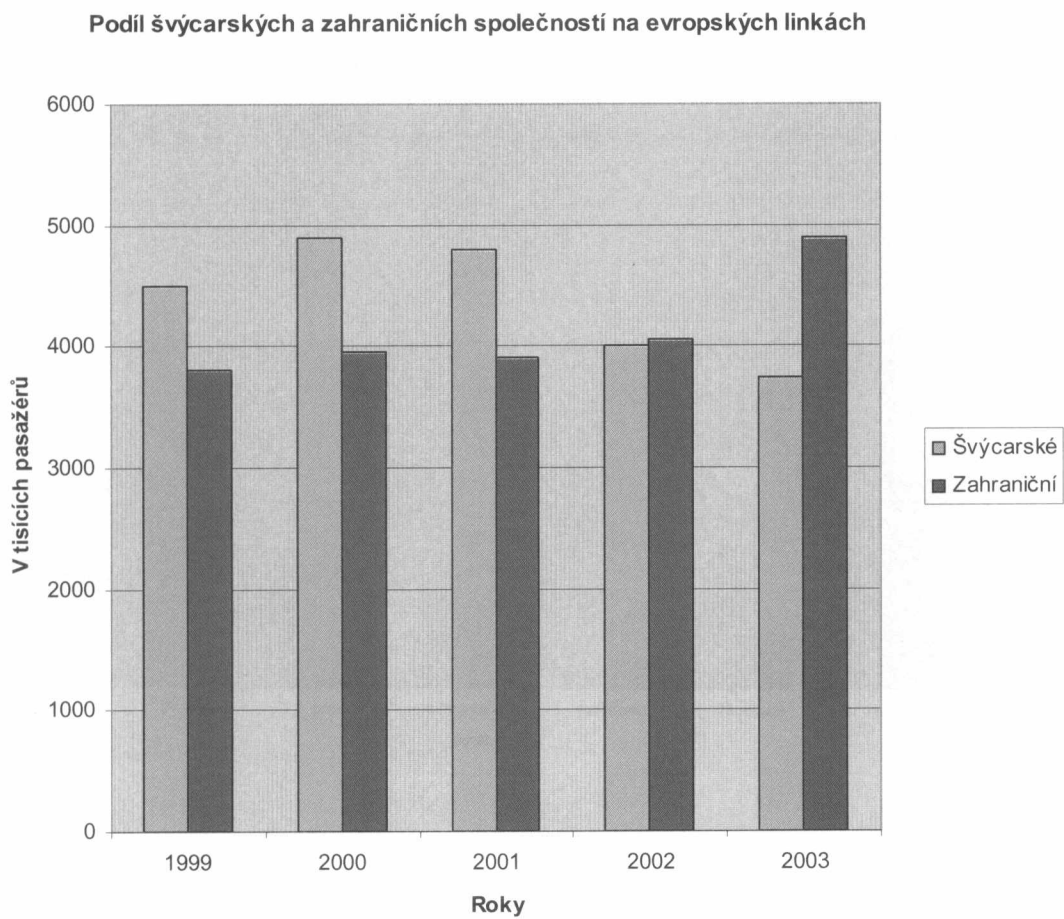 Podíl švýcarských a zahraničních společností na evropských linkách
6000
5000
4000
3000
2000
1000
0
V tisících pasažérů
1999 2000 2001 2002 2003
Roky
Švýcarské
Zahraniční